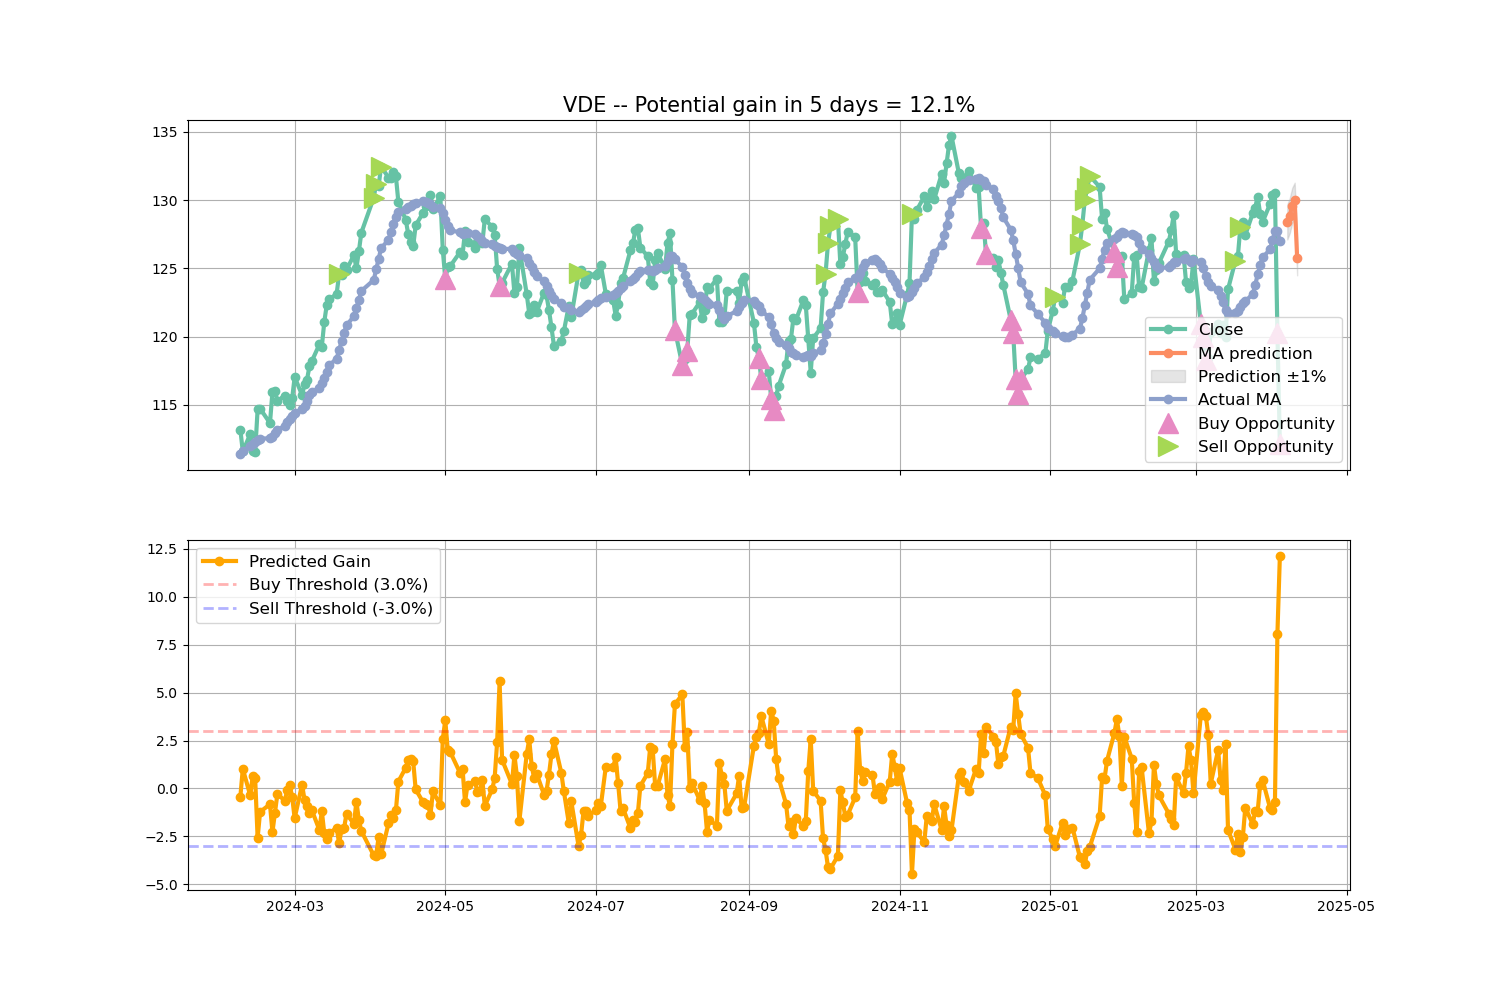 VDE -- Potential gain in 5 days = 12.1%
135
130
125
120
115
Close
MA prediction
Prediction ±1%
Actual MA
Buy Opportunity
Sell Opportunity
12.5
10.0
7.5
5.0
2.5
0.0
−2.5
−5.0
Predicted Gain
Buy Threshold (3.0%)
Sell Threshold (-3.0%)
2024-03
2024-05
2024-07
2024-09
2024-11
2025-01
2025-03
2025-05